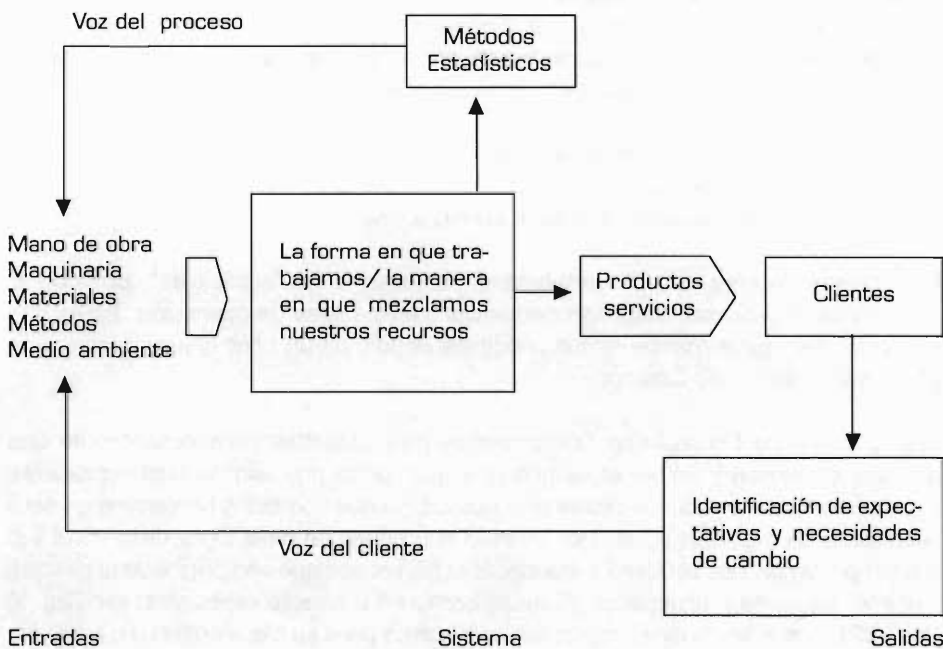 Voz del proceso
Métodos
Estadísticos
Mano de obra
Maquinaria
Materiales
Métodos
Medio ambiente
La forma en que tra-
bajamos/ la manera
en que mezclamos
nuestros recursos
Productos
servicios
Clientes
Identificación de expec-
tativas y necesidades
de cambio
Voz del cliente
Entradas
Sistema
Salidas